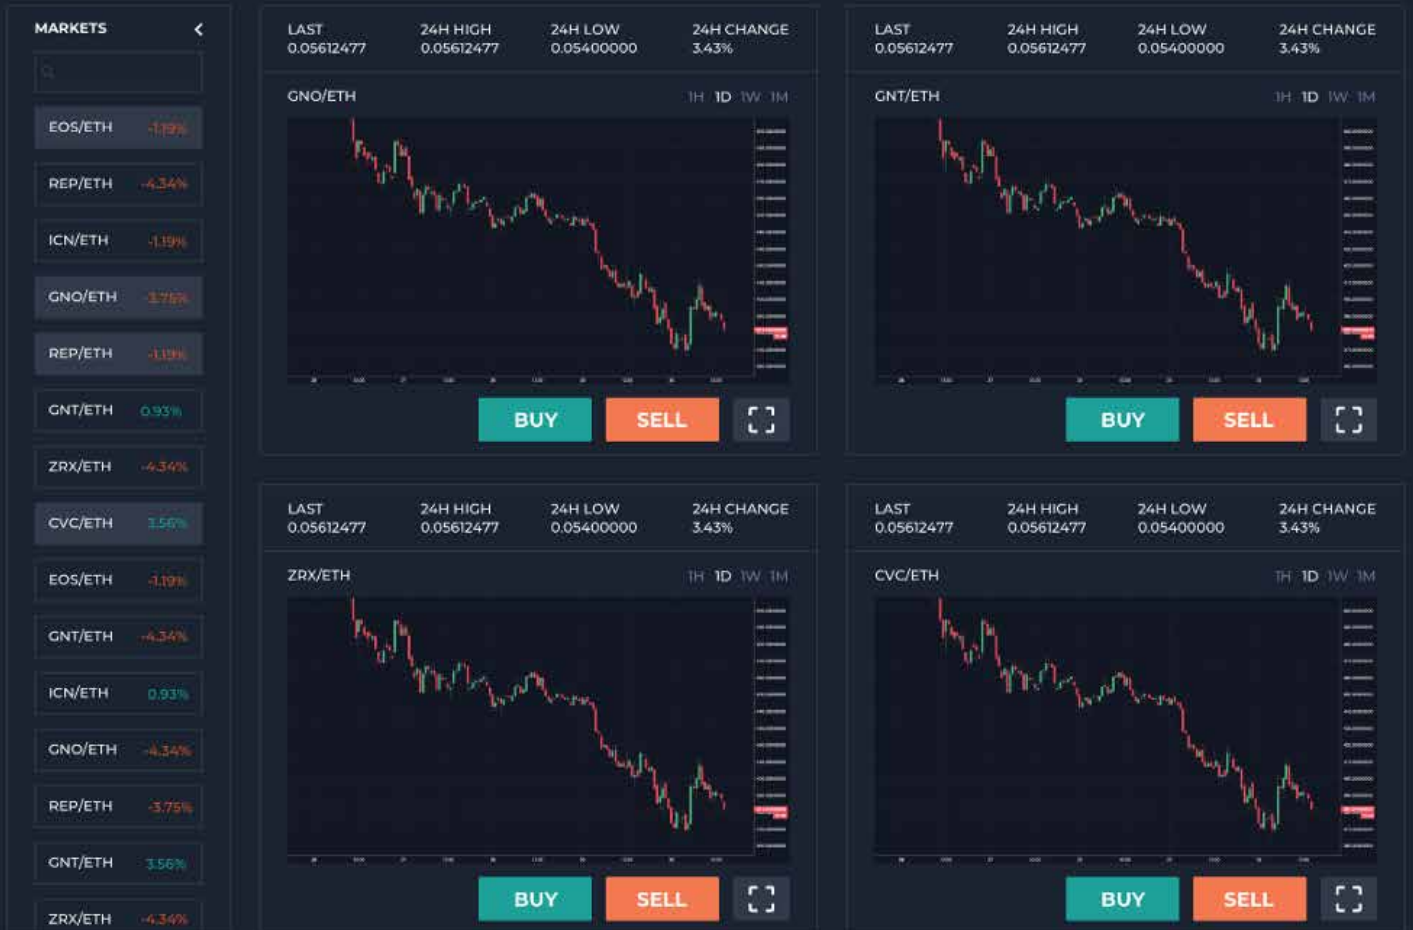 MARKETS
EOS/ETH -1.19%
REP/ETH -4.34%
ICN/ETH -1.19%
GNO/ETH -3.75%
REP/ETH -1.19%
GNT/ETH 0.93%
ZRX/ETH -4.34%
CVC/ETH 3.56%
EOS/ETH -1.19%
GNT/ETH -4.34%
ICN/ETH 0.93%
GNO/ETH -4.34%
REP/ETH -3.75%
GNT/ETH 3.56%
ZRX/ETH -4.34%
LAST 24H HIGH 24H LOW 24H CHANGE
0.05612477 0.05612477 0.05400000 3.43%
GNO/ETH 1H 1D 1W 1M
BUY SELL
LAST 24H HIGH 24H LOW 24H CHANGE
0.05612477 0.05612477 0.05400000 3.43%
GNT/ETH 1H 1D 1W 1M
BUY SELL
LAST 24H HIGH 24H LOW 24H CHANGE
0.05612477 0.05612477 0.05400000 3.43%
ZRX/ETH 1H 1D 1W 1M
BUY SELL
LAST 24H HIGH 24H LOW 24H CHANGE
0.05612477 0.05612477 0.05400000 3.43%
CVC/ETH 1H 1D 1W 1M
BUY SELL